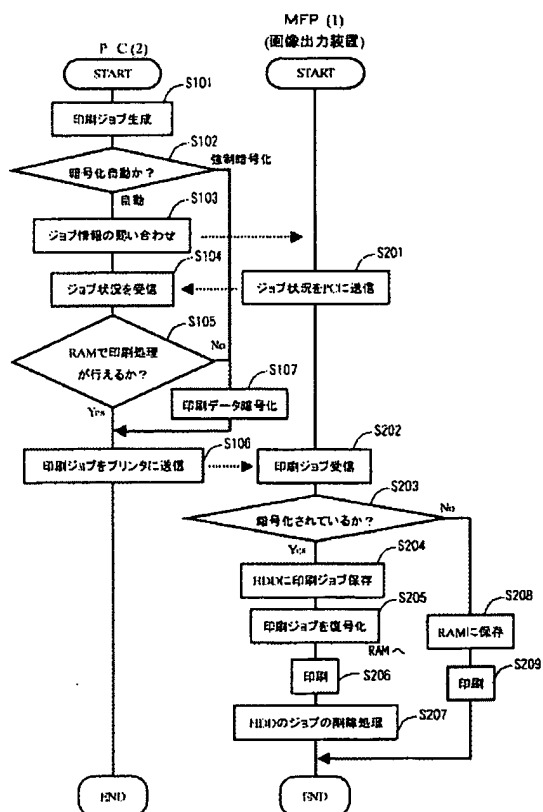 PC(2)
MFP (1)
(画像出力装置)
START
START
S101
印刷ジョブ生成
S102
暗号化自動か?
強制暗号化
自動
S103
ジョブ情報の問い合わせ
S104
S201
ジョブ状況を受信
ジョブ状況をPCに送信
S105
RAMで印刷処理
が行えるか?
No
S107
Yes
印刷データ暗号化
S106
S202
印刷ジョブをプリンタに送信
印刷ジョブ受信
S203
暗号化されているか?
No
Yes
S204
HDDに印刷ジョブ保存
S205
S208
印刷ジョブを復号化
RAMに保存
RAMへ
印刷
S206
印刷
S209
S207
HDDのジョブの削除処理
END
END